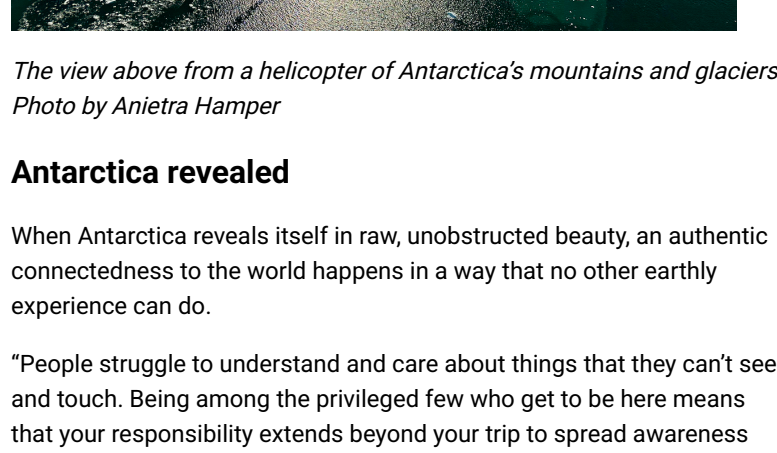 The view above from a helicopter of Antarctica's mountains and glaciers
Photo by Anietra Hamper
Antarctica revealed
When Antarctica reveals itself in raw, unobstructed beauty, an authentic
connectedness to the world happens in a way that no other earthly
experience can do.
“People struggle to understand and care about things that they can’t see
and touch. Being among the privileged few who get to be here means
that your responsibility extends beyond your trip to spread awareness